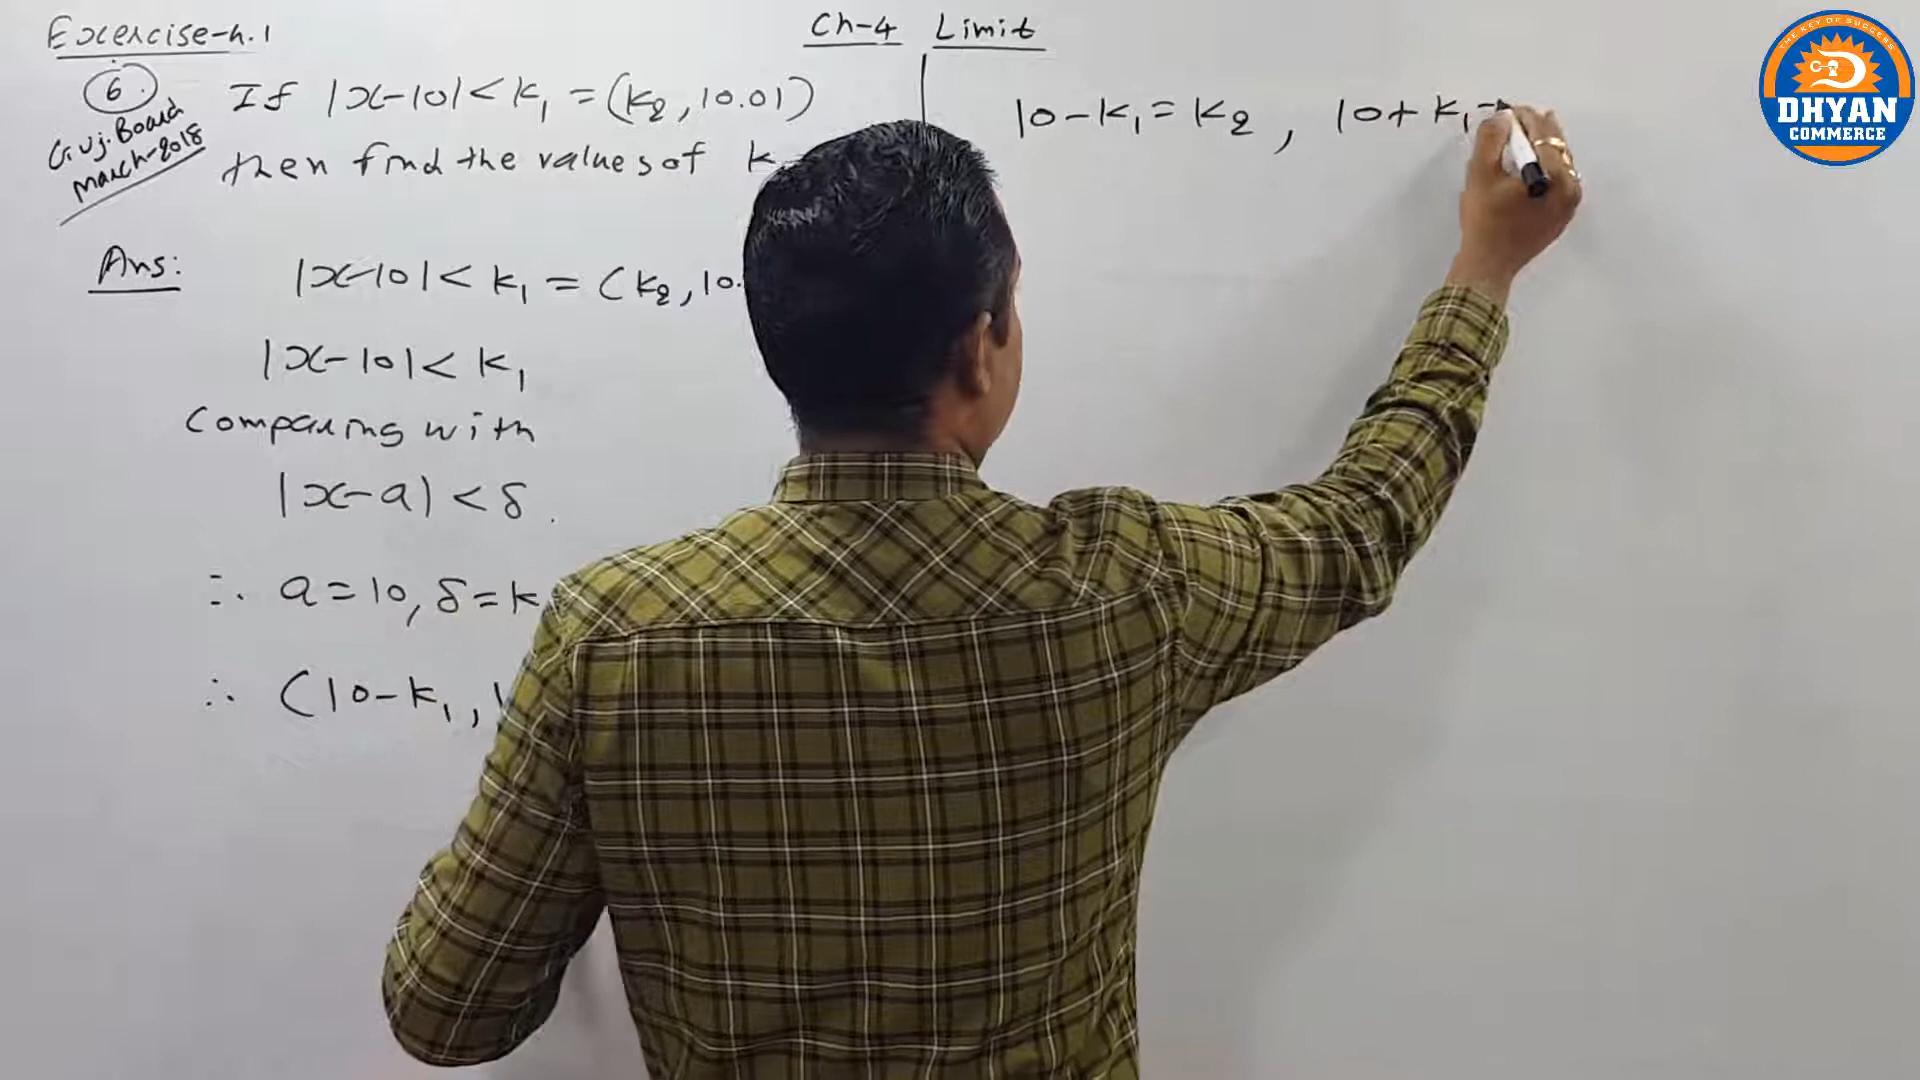 Excercise-4.1
Ch-4 Limit
6.
Guj. Board
March-2018
If |x-10| < k₁ = (k₂, 10.01)
then find the values of k
Ans:
|x-10| < k₁ = (k₂, 10.
|x-10| < k₁
Comparing with
|x-a| < δ.
∴ a=10, δ=k
∴ (10-k₁, 1
10-k₁ = k₂, 10+k₁
THE KEY OF SUCCESS
DHYAN
COMMERCE